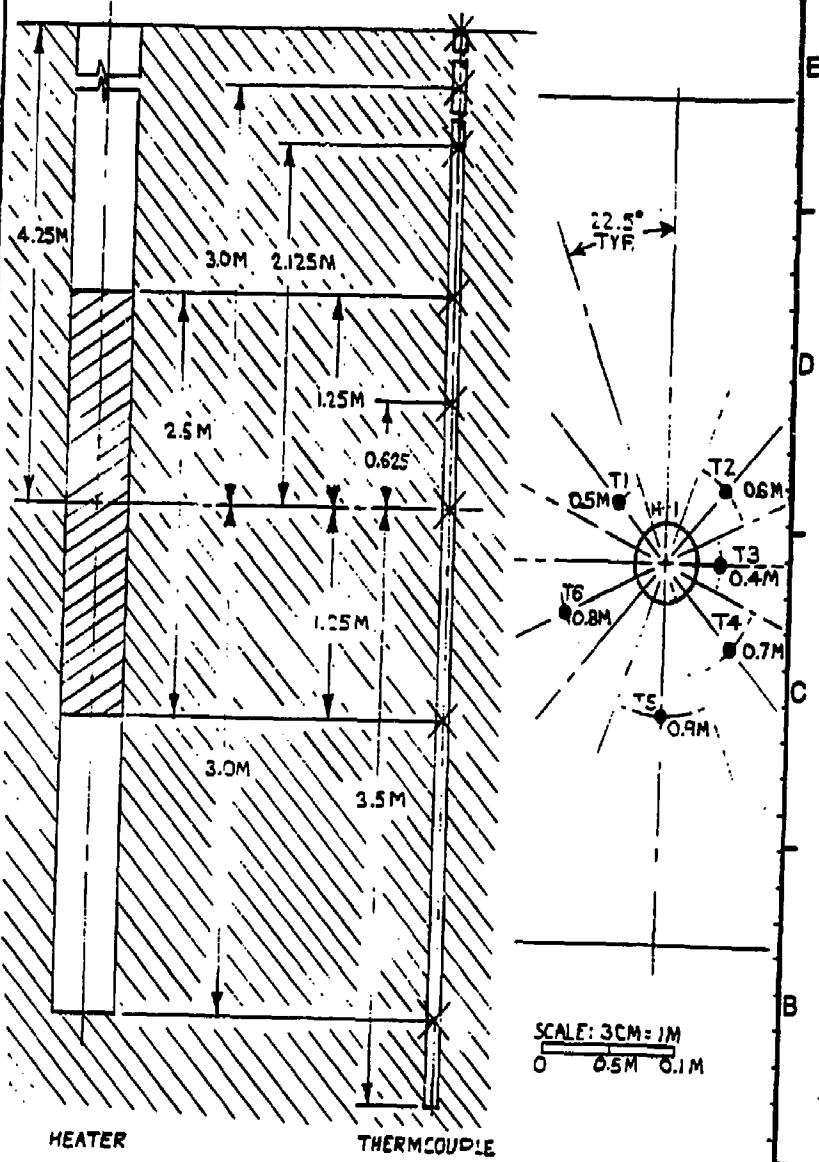 E
22.5°
TYP.
4.25M
3.0M
2.125M
D
1.25M
2.5M
0.625
T1
0.5M
H-1
T2
0.6M
T3
0.4M
T6
0.8M
T4
0.7M
1.25M
C
T5
0.9M
3.0M
3.5M
B
SCALE: 3CM=1M
0 0.5M 0.1M
HEATER
THERMCOUPLE